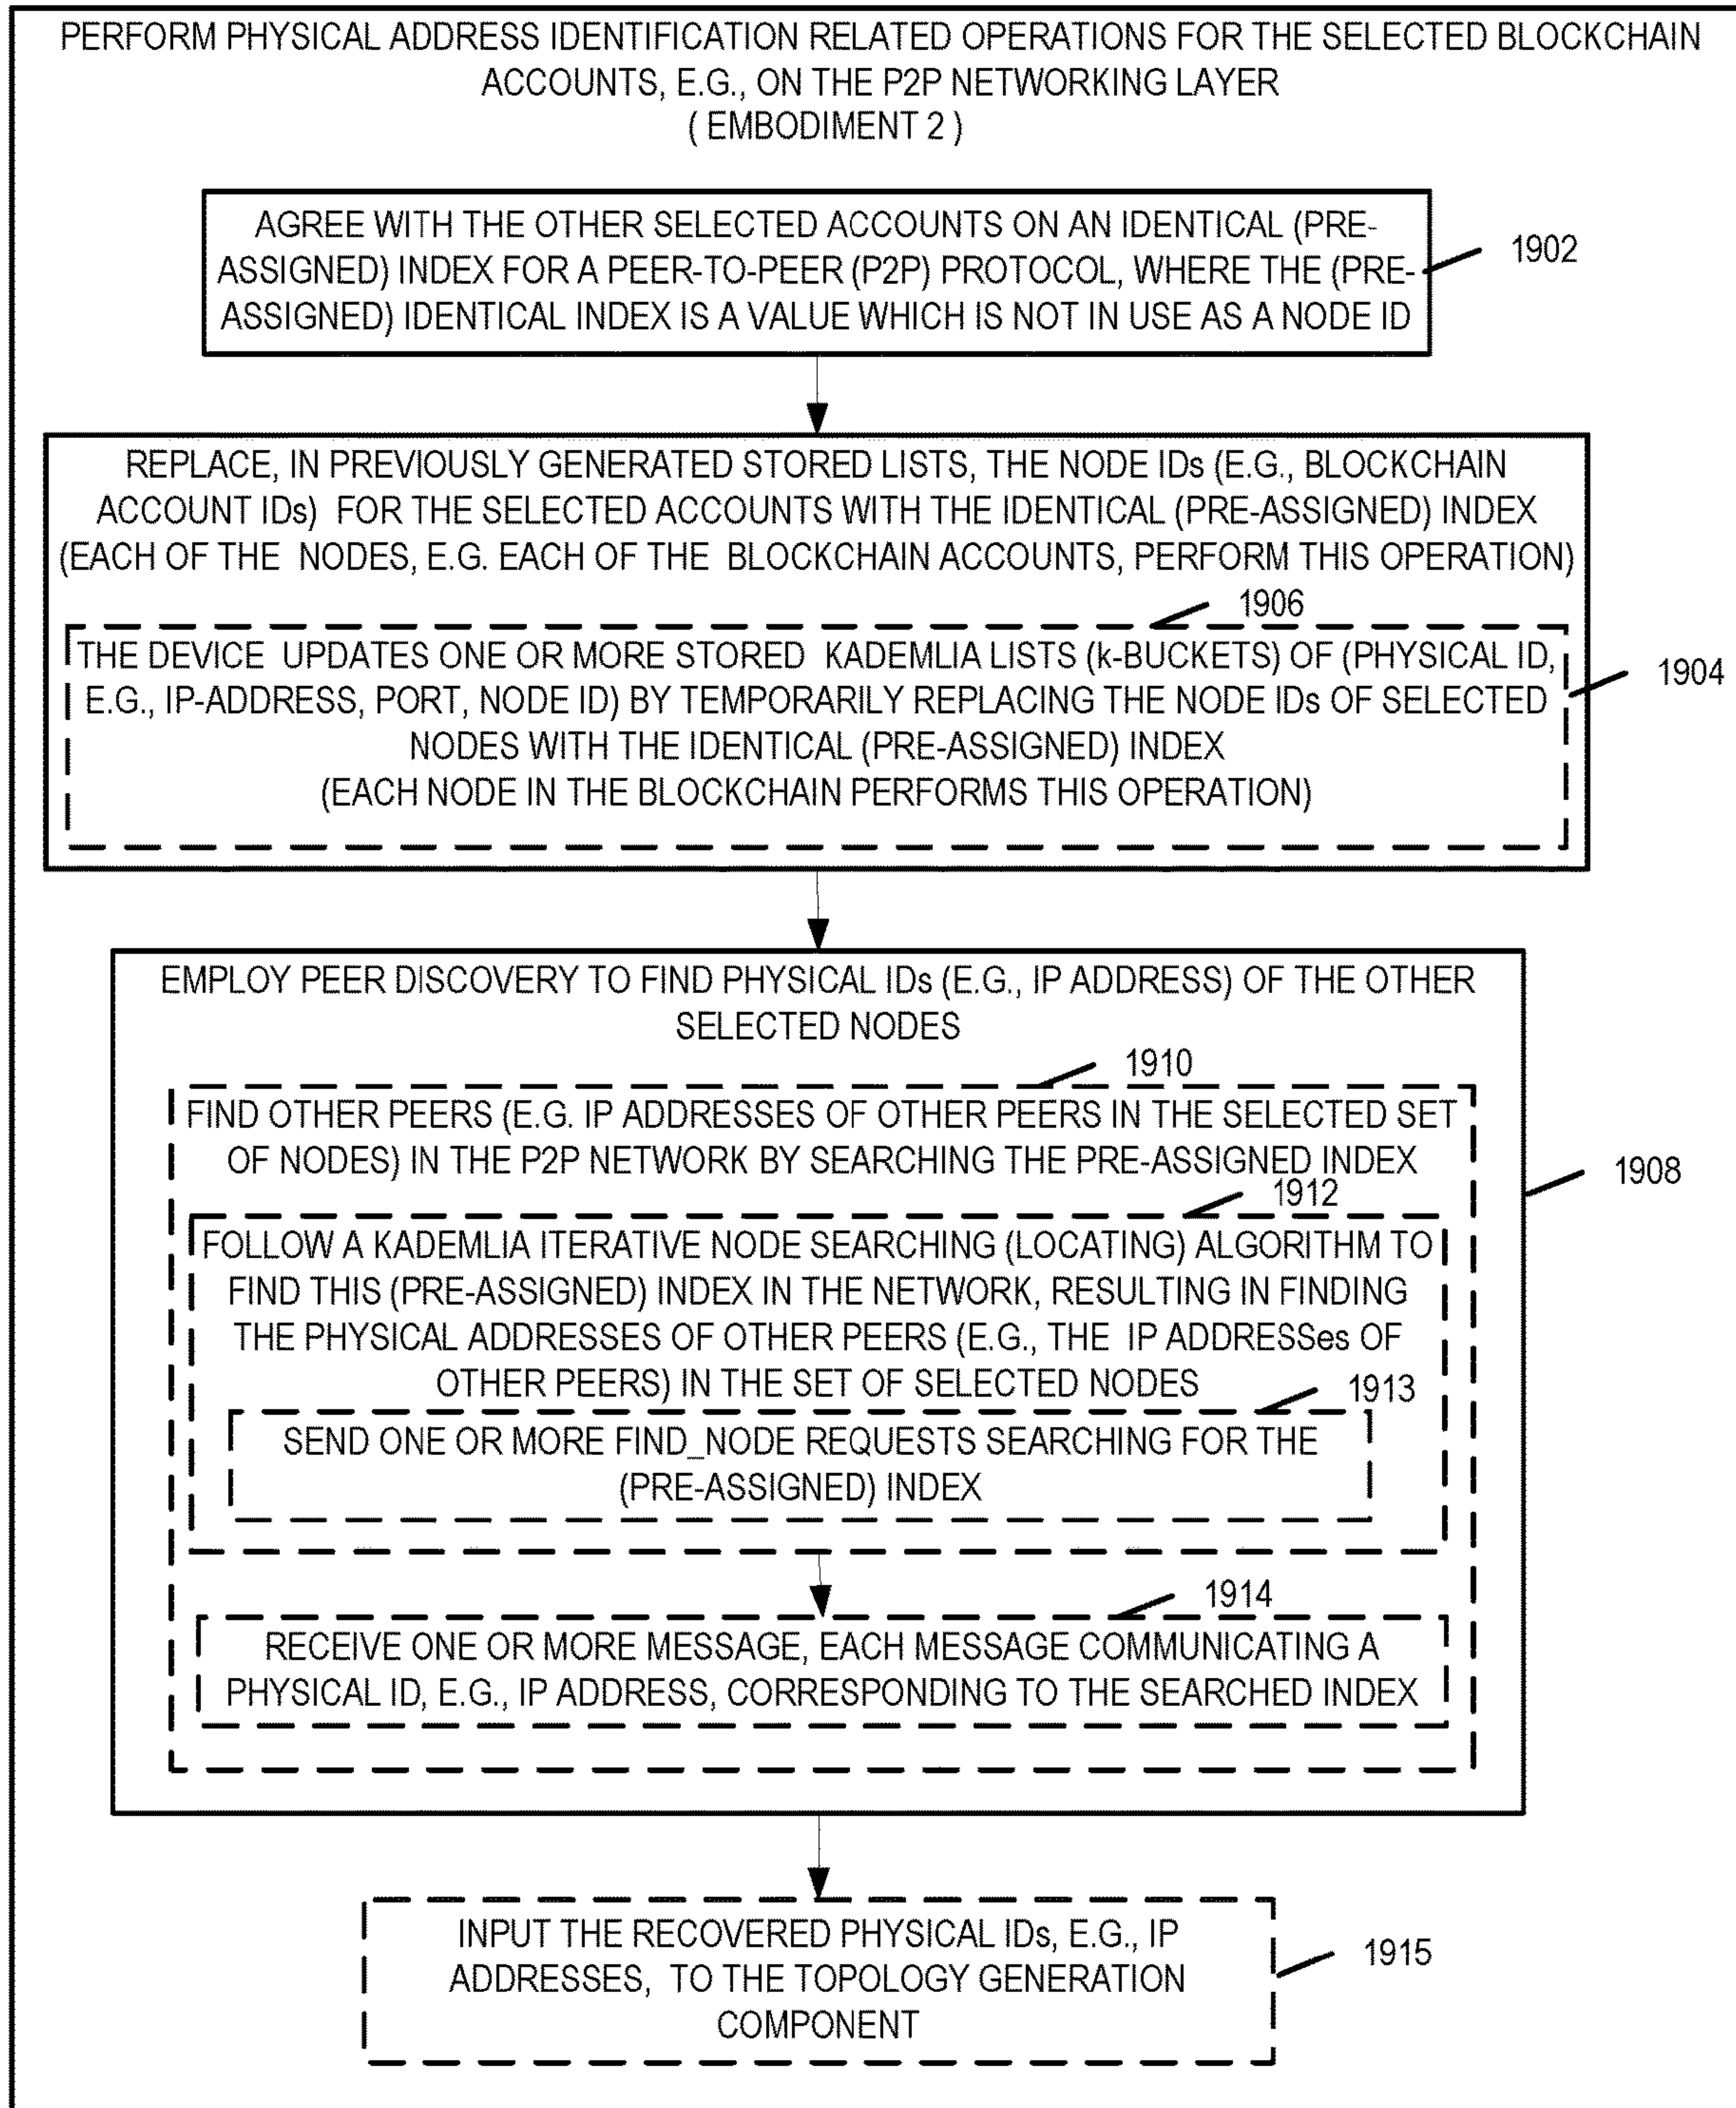 PERFORM PHYSICAL ADDRESS IDENTIFICATION RELATED OPERATIONS FOR THE SELECTED BLOCKCHAIN
ACCOUNTS, E.G., ON THE P2P NETWORKING LAYER
( EMBODIMENT 2 )
AGREE WITH THE OTHER SELECTED ACCOUNTS ON AN IDENTICAL (PRE-
ASSIGNED) INDEX FOR A PEER-TO-PEER (P2P) PROTOCOL, WHERE THE (PRE-
ASSIGNED) IDENTICAL INDEX IS A VALUE WHICH IS NOT IN USE AS A NODE ID
1902
REPLACE, IN PREVIOUSLY GENERATED STORED LISTS, THE NODE IDs (E.G., BLOCKCHAIN
ACCOUNT IDs) FOR THE SELECTED ACCOUNTS WITH THE IDENTICAL (PRE-ASSIGNED) INDEX
(EACH OF THE NODES, E.G. EACH OF THE BLOCKCHAIN ACCOUNTS, PERFORM THIS OPERATION)
1906
THE DEVICE UPDATES ONE OR MORE STORED KADEMLIA LISTS (k-BUCKETS) OF (PHYSICAL ID,
E.G., IP-ADDRESS, PORT, NODE ID) BY TEMPORARILY REPLACING THE NODE IDs OF SELECTED
NODES WITH THE IDENTICAL (PRE-ASSIGNED) INDEX
(EACH NODE IN THE BLOCKCHAIN PERFORMS THIS OPERATION)
1904
EMPLOY PEER DISCOVERY TO FIND PHYSICAL IDs (E.G., IP ADDRESS) OF THE OTHER
SELECTED NODES
1910
FIND OTHER PEERS (E.G. IP ADDRESSES OF OTHER PEERS IN THE SELECTED SET
OF NODES) IN THE P2P NETWORK BY SEARCHING THE PRE-ASSIGNED INDEX
1908
1912
FOLLOW A KADEMLIA ITERATIVE NODE SEARCHING (LOCATING) ALGORITHM TO
FIND THIS (PRE-ASSIGNED) INDEX IN THE NETWORK, RESULTING IN FINDING
THE PHYSICAL ADDRESSES OF OTHER PEERS (E.G., THE IP ADDRESSes OF
OTHER PEERS) IN THE SET OF SELECTED NODES
1913
SEND ONE OR MORE FIND_NODE REQUESTS SEARCHING FOR THE
(PRE-ASSIGNED) INDEX
1914
RECEIVE ONE OR MORE MESSAGE, EACH MESSAGE COMMUNICATING A
PHYSICAL ID, E.G., IP ADDRESS, CORRESPONDING TO THE SEARCHED INDEX
INPUT THE RECOVERED PHYSICAL IDs, E.G., IP
ADDRESSES, TO THE TOPOLOGY GENERATION
COMPONENT
1915